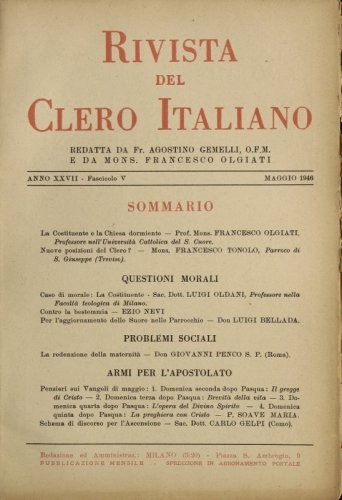 RIVISTA
DEL
CLERO ITALIANO
REDATTA DA Fr. AGOSTINO GEMELLI, O.F.M.
E DA MONS. FRANCESCO OLGIATI
ANNO XXVII - Fascicolo V MAGGIO 1946
SOMMARIO
La Costituente e la Chiesa dormiente — Prof. Mons. FRANCESCO OLGIATI,
Professore nell'Università Cattolica del S. Cuore.
Nuove posizioni del Clero? — Mons. FRANCESCO TONOLO, Parroco di
S. Giuseppe (Treviso).
QUESTIONI MORALI
Caso di morale: La Costituente - Sac. Dott. LUIGI OLDANI, Professore nella
Facoltà teologica di Milano.
Contro la bestemmia — EZIO NEVI
Per l'aggiornamento delle Suore nelle Parrocchie — Don LUIGI BELLADA.
PROBLEMI SOCIALI
La redenzione della maternità — Don GIOVANNI PENCO S. P. (Roma).
ARMI PER L'APOSTOLATO
Pensieri sui Vangeli di maggio: 1. Domenica seconda dopo Pasqua: Il gregge
di Cristo — 2. Domenica terza dopo Pasqua: Brevità della vita — 3. Do-
menica quarta dopo Pasqua: L'opera del Divino Spirito — 4. Domenica
quinta dopo Pasqua: La preghiera con Cristo — P. SOAVE MARIA.
Schema di discorso per l'Ascensione — Sac. Dott. CARLO GELPI (Como).
Redazione ed Amministraz.: MILANO (5/20) - Piazza S. Ambrogio, 9
PUBBLICAZIONE MENSILE - SPEDIZIONE IN ABBONAMENTO POSTALE